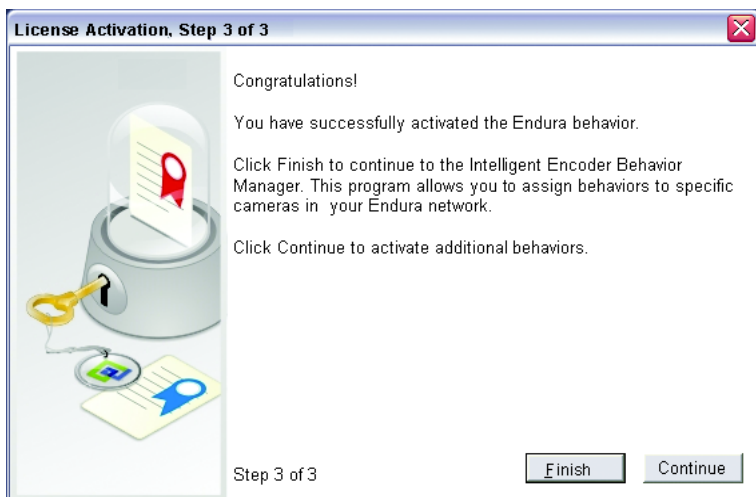 License Activation, Step 3 of 3
Congratulations!
You have successfully activated the Endura behavior.
Click Finish to continue to the Intelligent Encoder Behavior
Manager. This program allows you to assign behaviors to specific
cameras in your Endura network.
Click Continue to activate additional behaviors.
Step 3 of 3
Finish
Continue